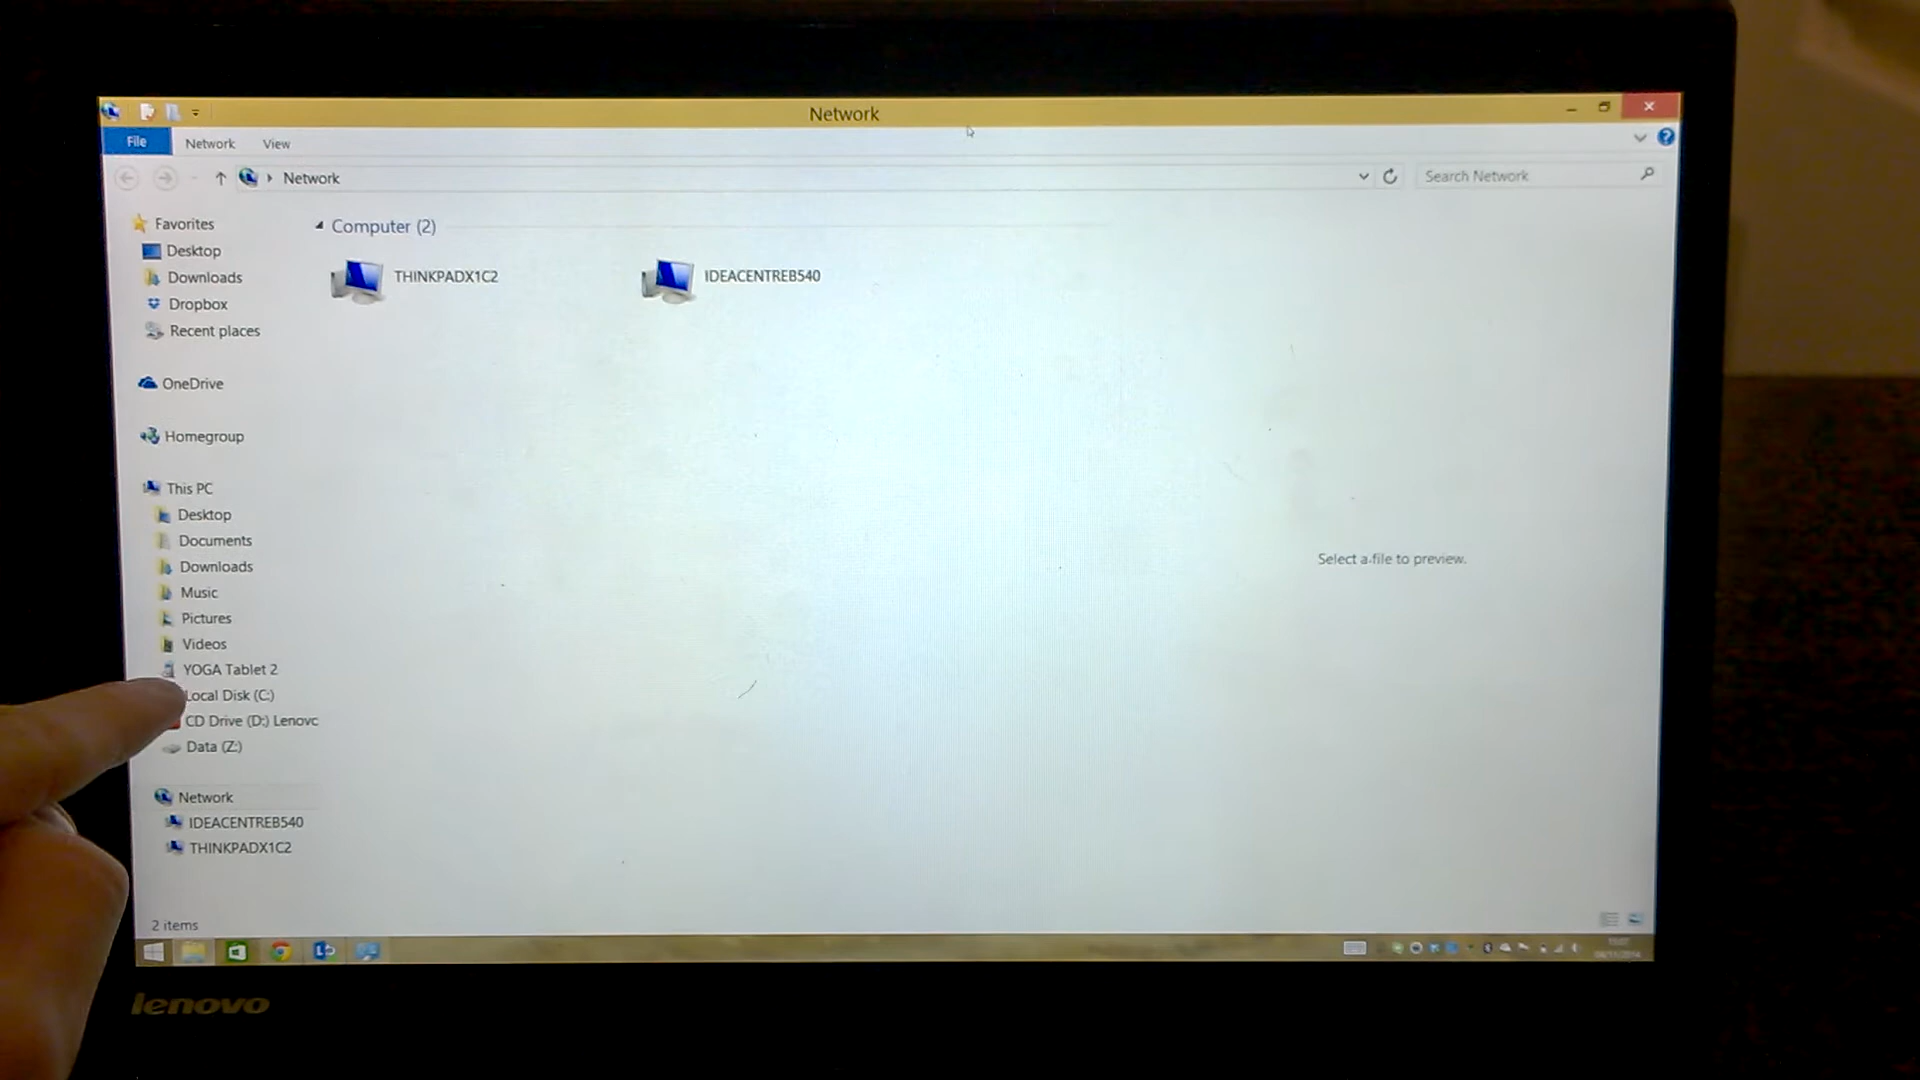 Network
File Network View
Network
Search Network
Favorites
Desktop
Downloads
Dropbox
Recent places
OneDrive
Homegroup
This PC
Desktop
Documents
Downloads
Music
Pictures
Videos
YOGA Tablet 2
Local Disk (C:)
CD Drive (D:) Lenovo
Data (Z:)
Network
IDEACENTREB540
THINKPADX1C2
Computer (2)
THINKPADX1C2 IDEACENTREB540
Select a file to preview.
2 items
lenovo